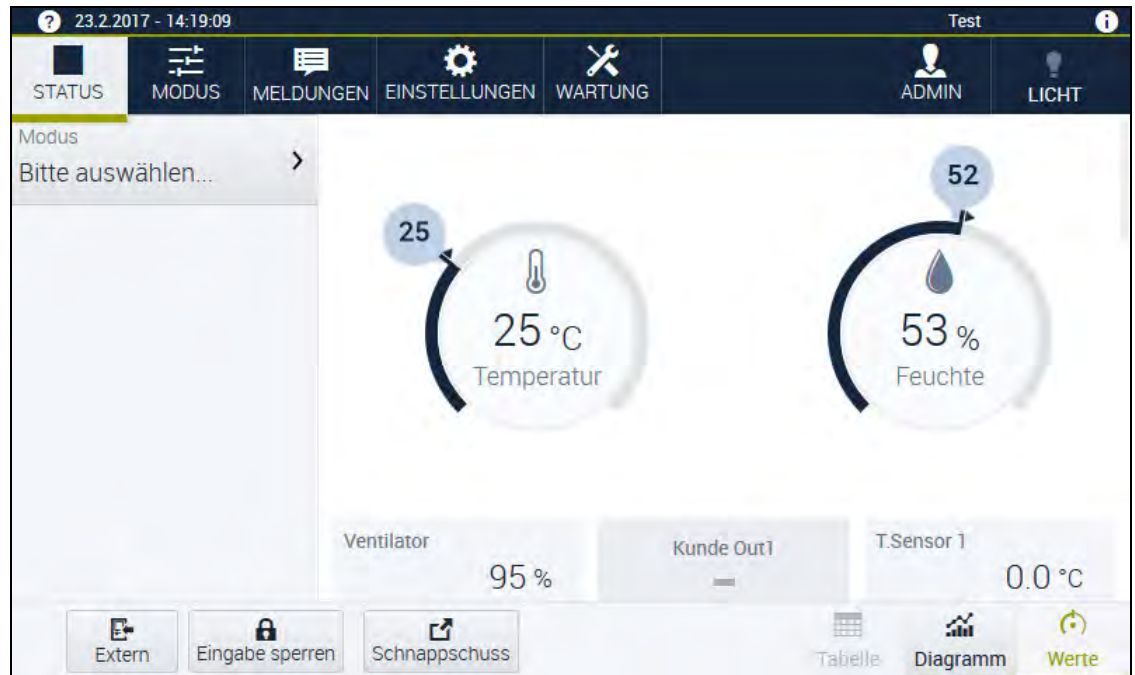 23.2.2017 - 14:19:09 Test
STATUS MODUS MELDUNGEN EINSTELLUNGEN WARTUNG ADMIN LICHT
Modus
Bitte auswählen...
52
25
25 °C
53 %
Temperatur
Feuchte
Ventilator
Kunde Out1
T.Sensor 1
95 %
0.0 °C
Extern Eingabe sperren Schnappschuss Tabelle Diagramm Werte